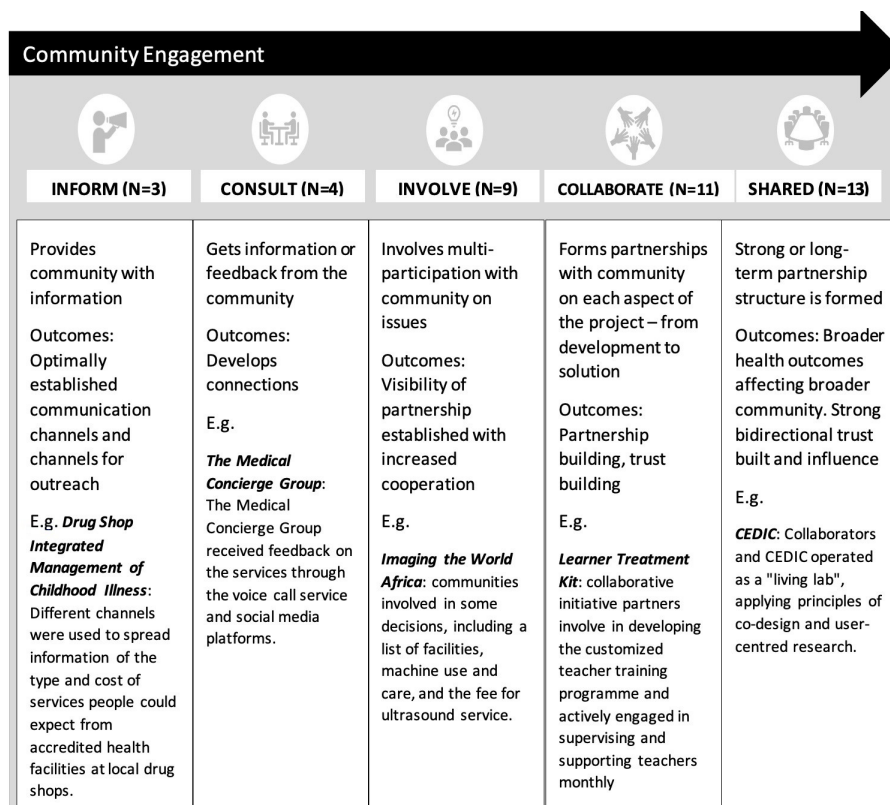 Community Engagement
INFORM (N=3)
CONSULT (N=4)
INVOLVE (N=9)
COLLABORATE (N=11)
SHARED (N=13)
Provides
community with
information
Outcomes:
Optimally
established
communication
channels and
channels for
outreach
E.g. Drug Shop
Integrated
Management of
Childhood Illness:
Different channels
were used to spread
information of the
type and cost of
services people could
expect from
accredited health
facilities at local drug
shops.
Gets information or
feedback from the
community
Outcomes:
Develops
connections
E.g.
The Medical
Concierge Group:
The Medical
Concierge Group
received feedback on
the services through
the voice call service
and social media
platforms.
Involves multi-
participation with
community on
issues
Outcomes:
Visibility of
partnership
established with
increased
cooperation
E.g.
Imaging the World
Africa: communities
involved in some
decisions, including a
list of facilities,
machine use and
care, and the fee for
ultrasound service.
Forms partnerships
with community
on each aspect of
the project – from
development to
solution
Outcomes:
Partnership
building, trust
building
E.g.
Learner Treatment
Kit: collaborative
initiative partners
involve in developing
the customized
teacher training
programme and
actively engaged in
supervising and
supporting teachers
monthly
Strong or long-
term partnership
structure is formed
Outcomes: Broader
health outcomes
affecting broader
community. Strong
bidirectional trust
built and influence
E.g.
CEDIC: Collaborators
and CEDIC operated
as a "living lab",
applying principles of
co-design and user-
centred research.